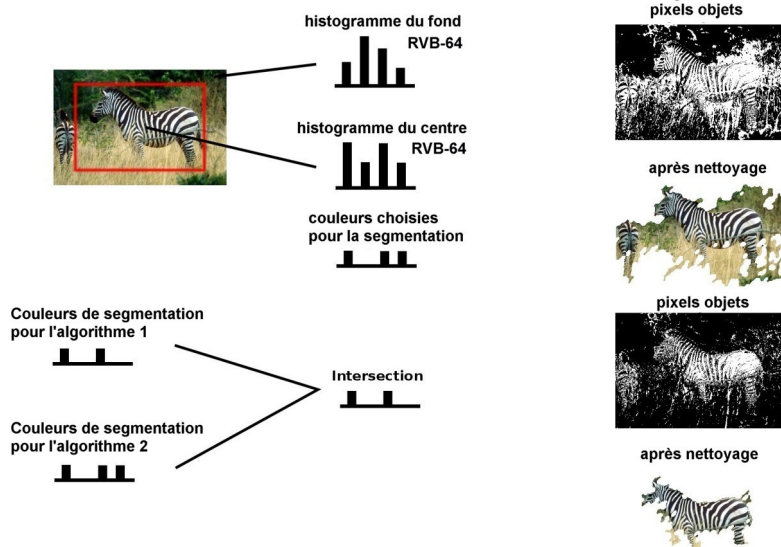 histogramme du fond
RVB-64
histogramme du centre
RVB-64
couleurs choisies
pour la segmentation
Couleurs de segmentation
pour l'algorithme 1
Intersection
Couleurs de segmentation
pour l'algorithme 2
pixels objets
après nettoyage
pixels objets
après nettoyage